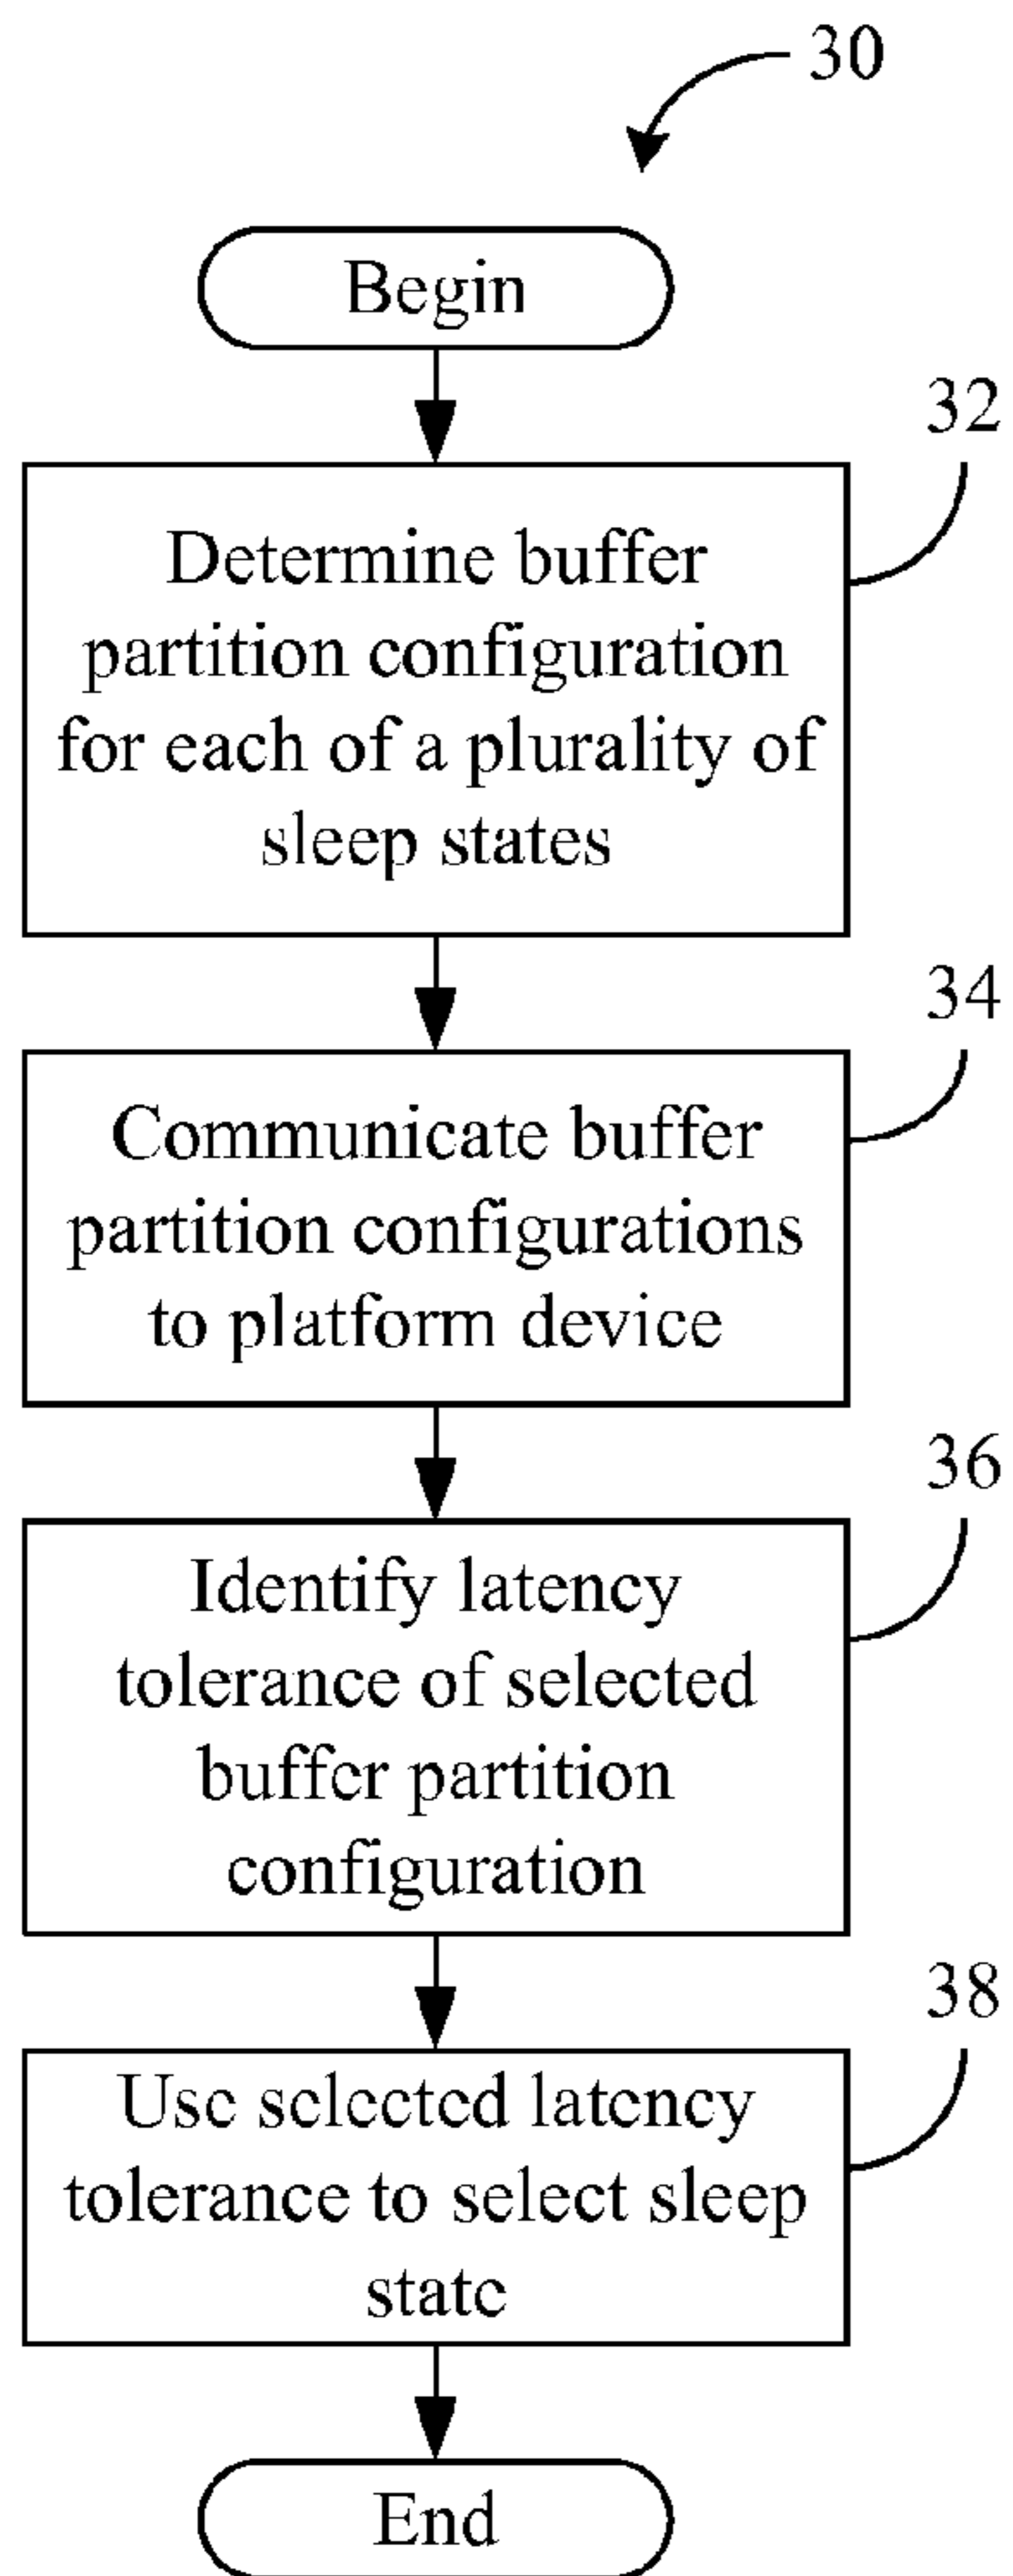 30
Begin
32
Determine buffer
partition configuration
for each of a plurality of
sleep states
34
Communicate buffer
partition configurations
to platform device
36
Identify latency
tolerance of selected
buffer partition
configuration
38
Use selected latency
tolerance to select sleep
state
End